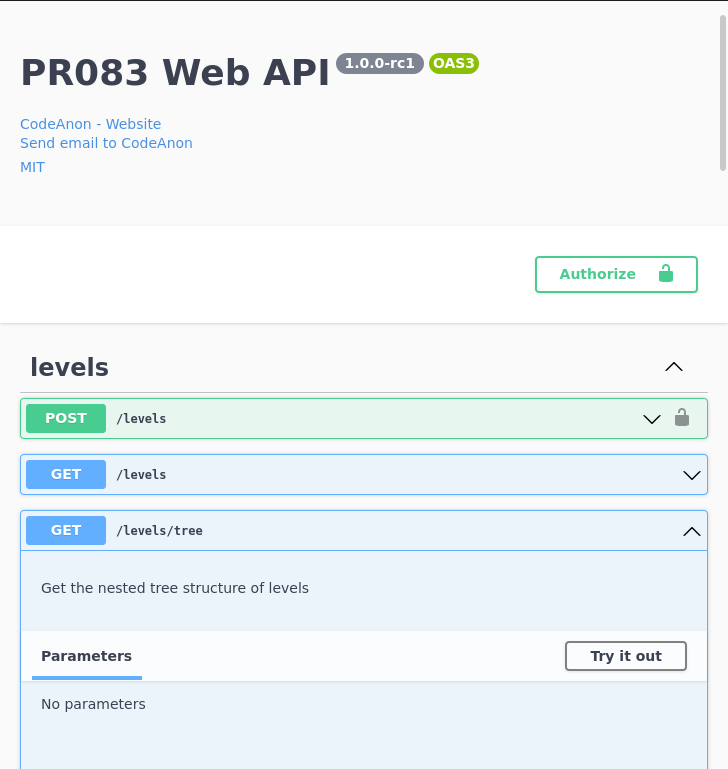 PR083 Web API 1.0.0-rc1 OAS3
CodeAnon - Website
Send email to CodeAnon
MIT
Authorize
levels
POST /levels
GET /levels
GET /levels/tree
Get the nested tree structure of levels
Parameters Try it out
No parameters